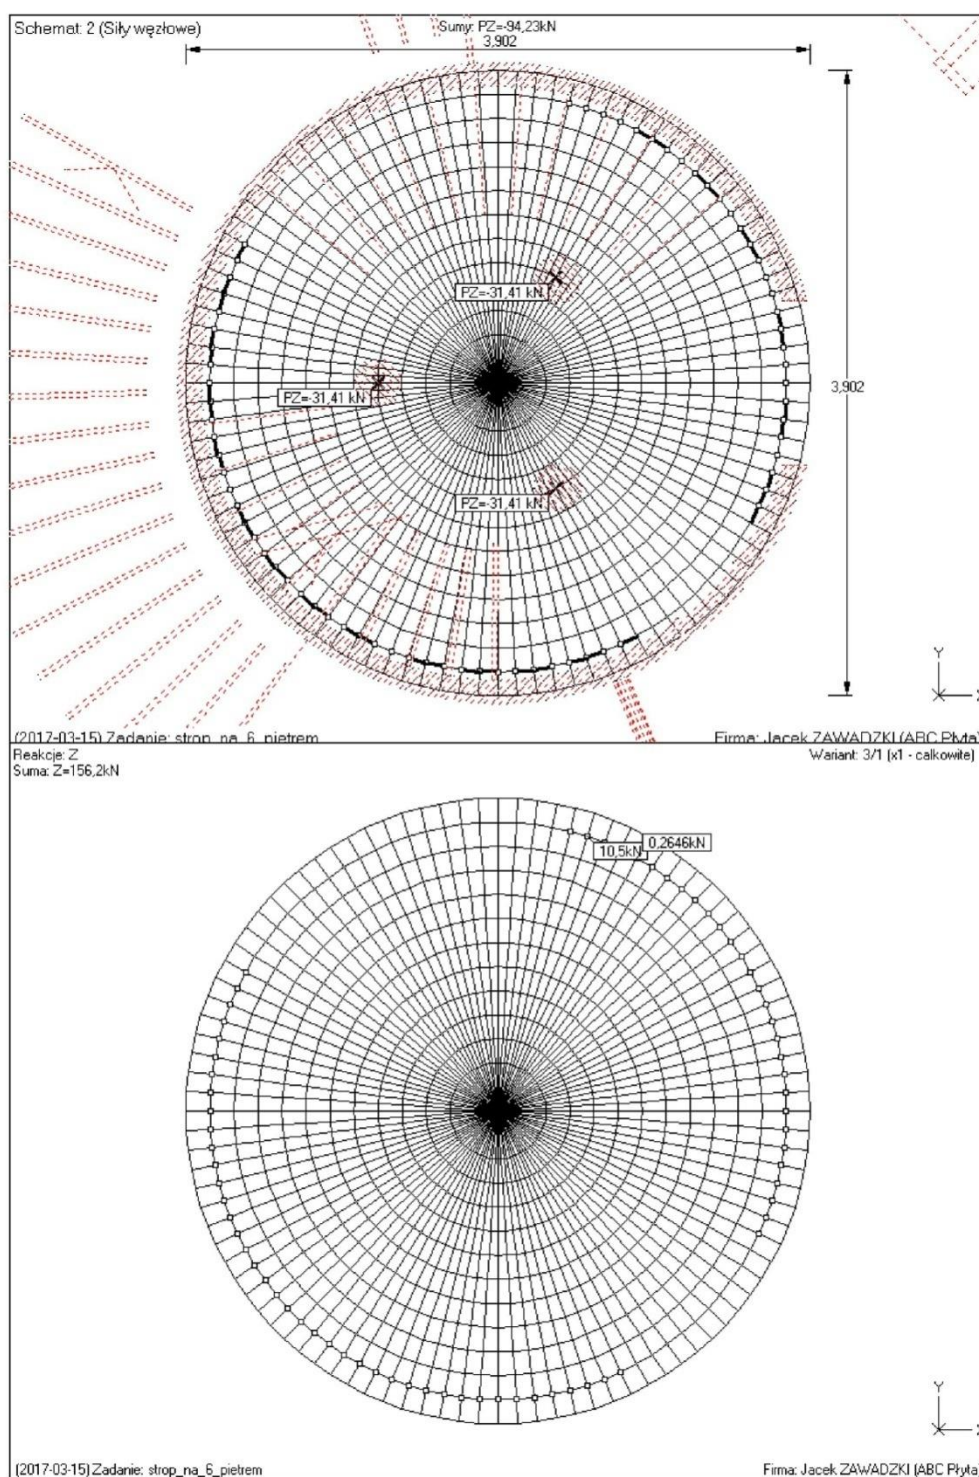 Schemat: 2 (Siły węzłowe)
Sumy: PZ=-94,23kN
3,902
PZ=-31,41 kN
PZ=-31,41 kN
3,902
PZ=-31,41 kN
Y
(2017-03-15) Zadanie: strop_na_6_pietrem
Firma: Jacek ZAWADZKI (ABC Płyta)
Reakcje: Z
Suma: Z=156,2kN
Wariant: 3/1 (x1 - całkowite)
0,2646kN
10,5kN
Y
(2017-03-15) Zadanie: strop_na_6_pietrem
Firma: Jacek ZAWADZKI (ABC Płyta